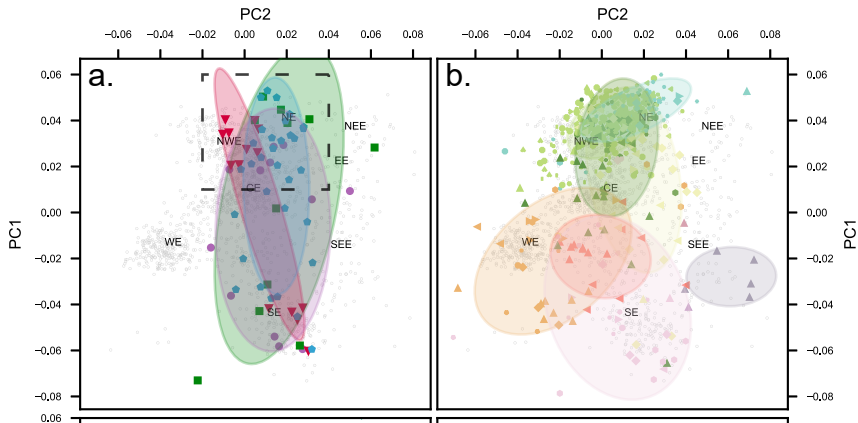 PC2 PC2
−0.06 −0.04 −0.02 0.00 0.02 0.04 0.06 0.08 −0.06 −0.04 −0.02 0.00 0.02 0.04 0.06 0.08
a. b.
0.06 0.06
0.04 NE NEE NE NEE 0.04
NWE NWE
0.02 EE EE 0.02
CE CE
0.00 0.00
PC1 WE SEE WE SEE PC1
−0.02 −0.02
−0.04 SE SE −0.04
−0.06 −0.06
−0.08 −0.08
0.06